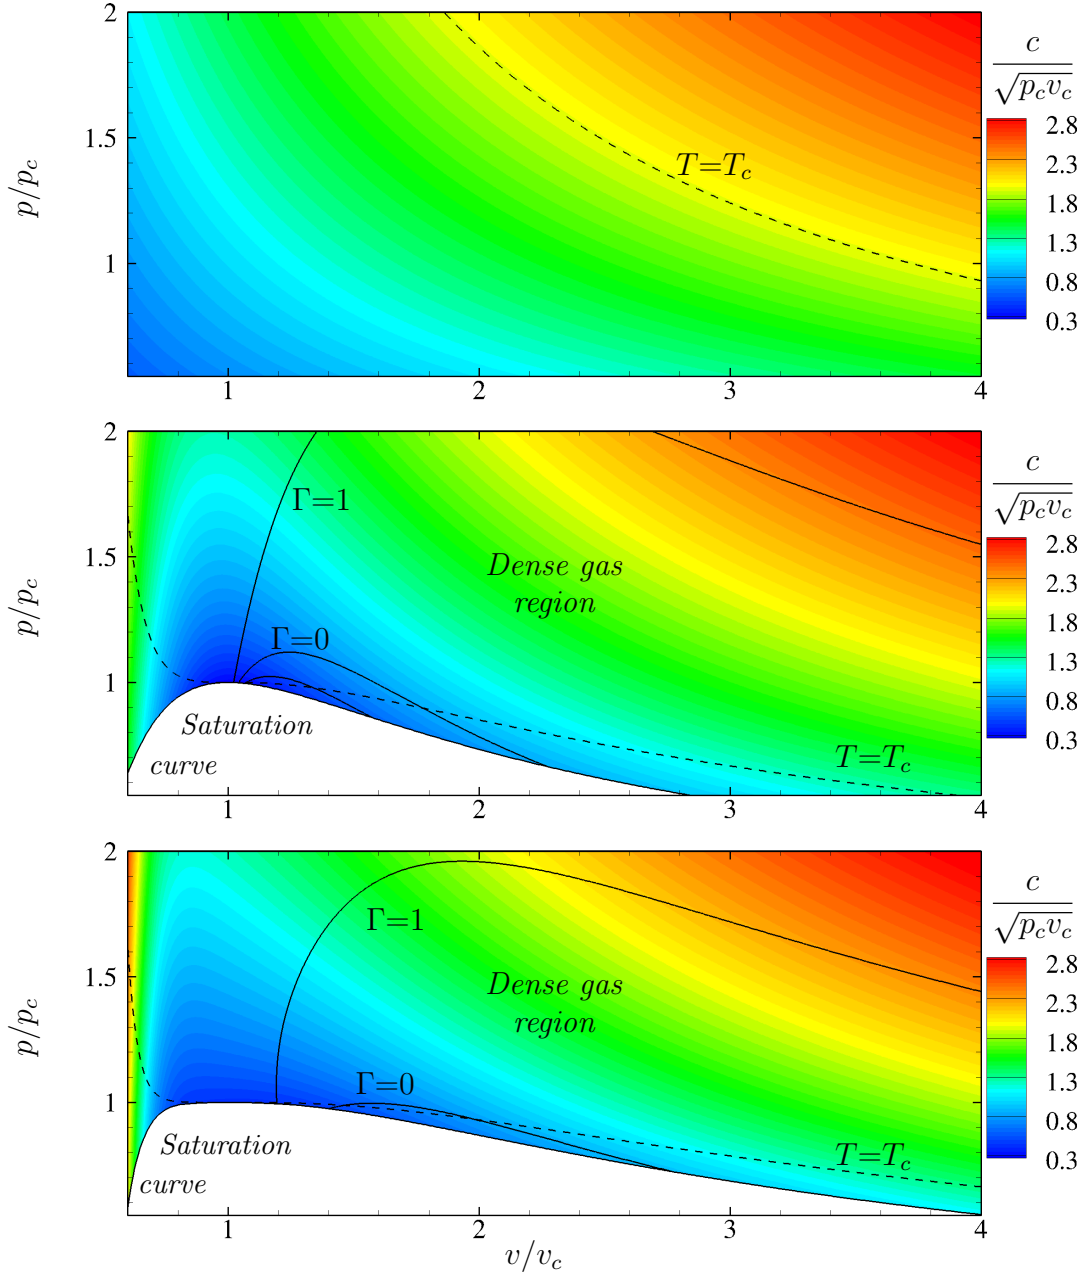 2
1.5
1
p/p_c
T=T_c
1 2 3 4
c
√p_c v_c
2.8
2.3
1.8
1.3
0.8
0.3
2
1.5
1
p/p_c
Γ=1
Γ=0
Dense gas
region
Saturation
curve
T=T_c
1 2 3 4
c
√p_c v_c
2.8
2.3
1.8
1.3
0.8
0.3
2
1.5
1
p/p_c
Γ=1
Γ=0
Dense gas
region
Saturation
curve
T=T_c
1 2 3 4
v/v_c
c
√p_c v_c
2.8
2.3
1.8
1.3
0.8
0.3